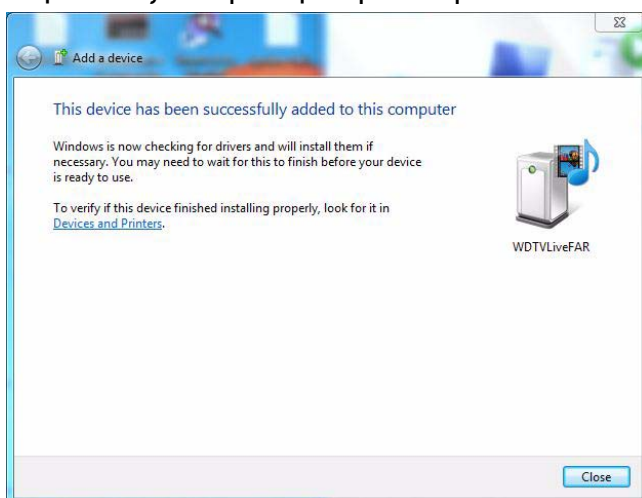 Add a device
This device has been successfully added to this computer
Windows is now checking for drivers and will install them if
necessary. You may need to wait for this to finish before your device
is ready to use.
To verify if this device finished installing properly, look for it in
Devices and Printers.
WDTVLiveFAR
Close